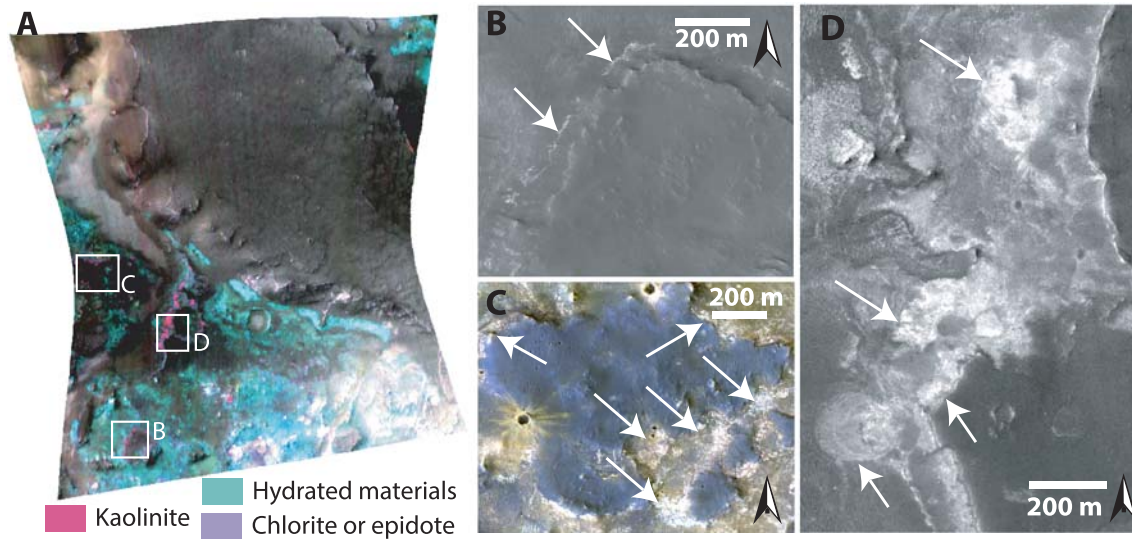 A
C
D
B
Kaolinite
Hydrated materials
Chlorite or epidote
B
200 m
C
200 m
D
200 m